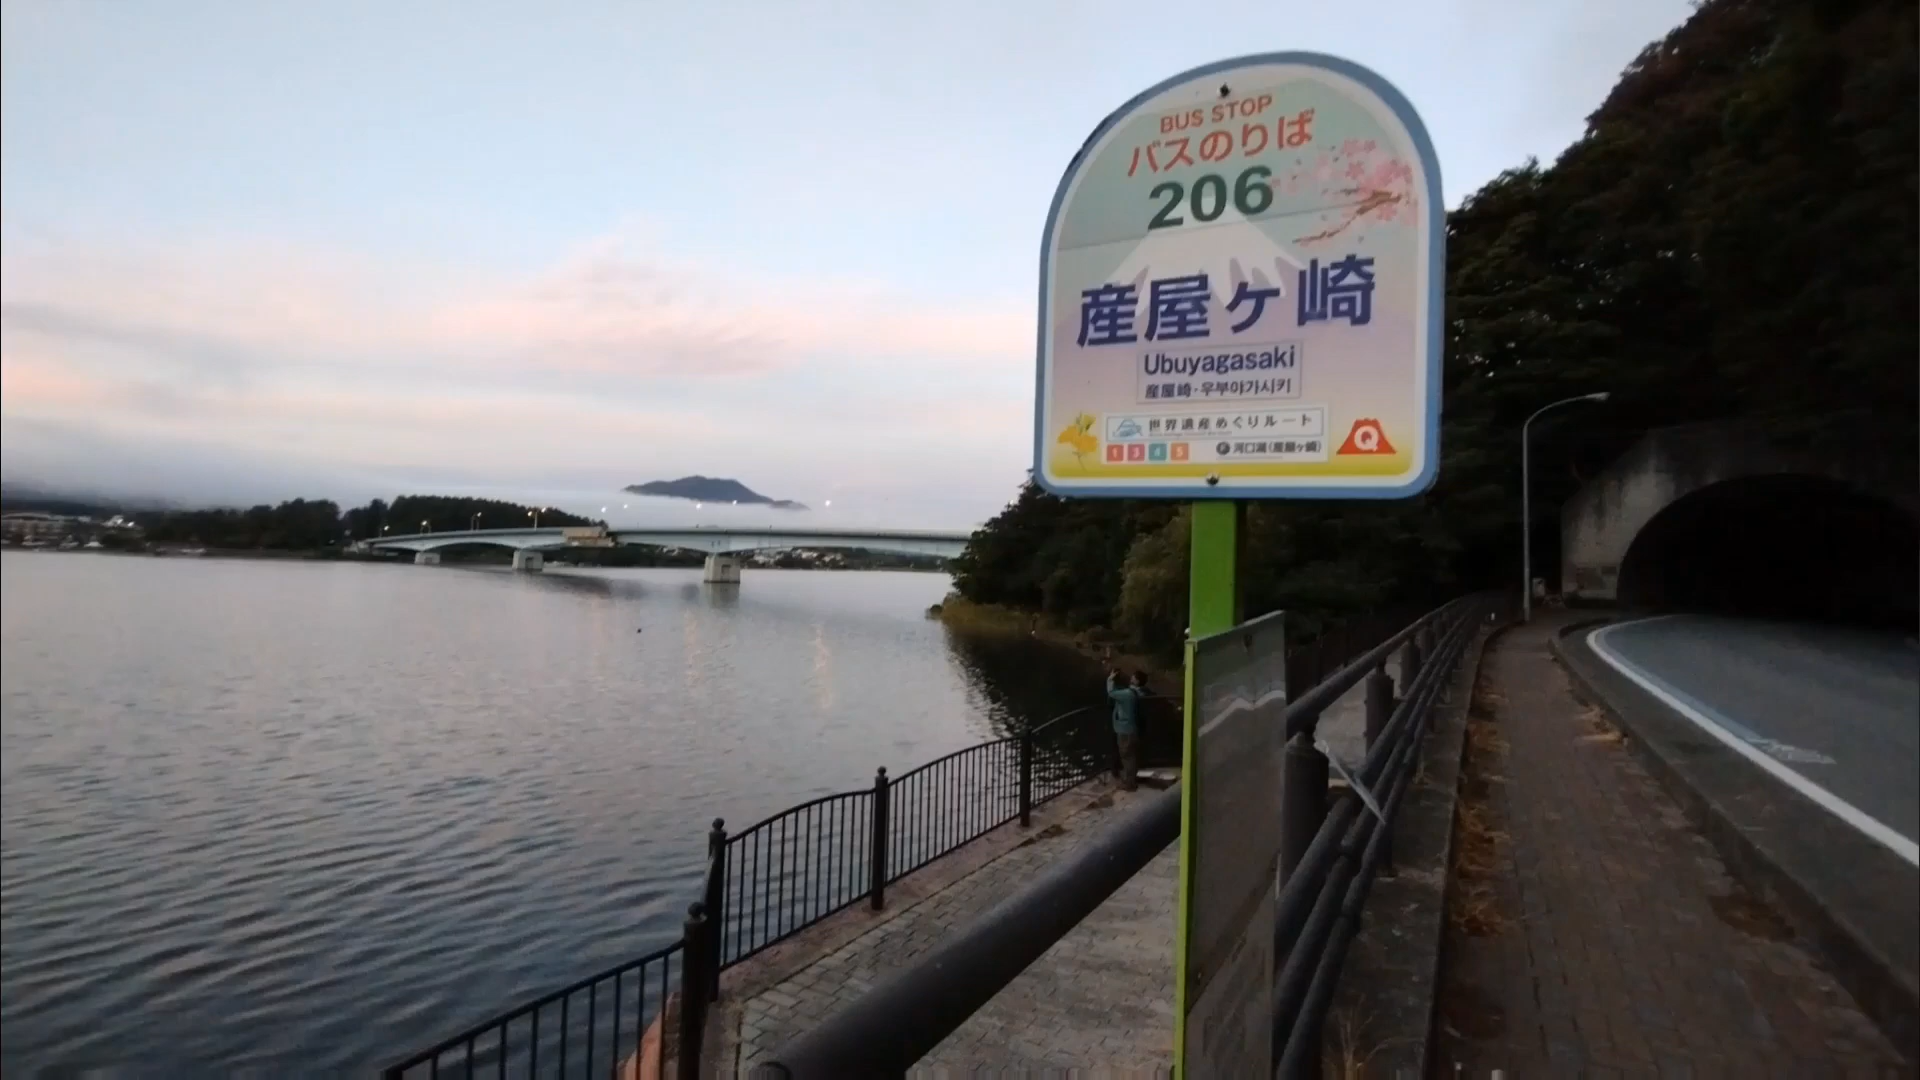 BUS STOP
バスのりば
206
産屋ヶ崎
Ubuyagasaki
産屋崎・우부야가사키
世界遺産めぐりルート
1 3 4 5
河口湖(産屋ヶ崎)
Q